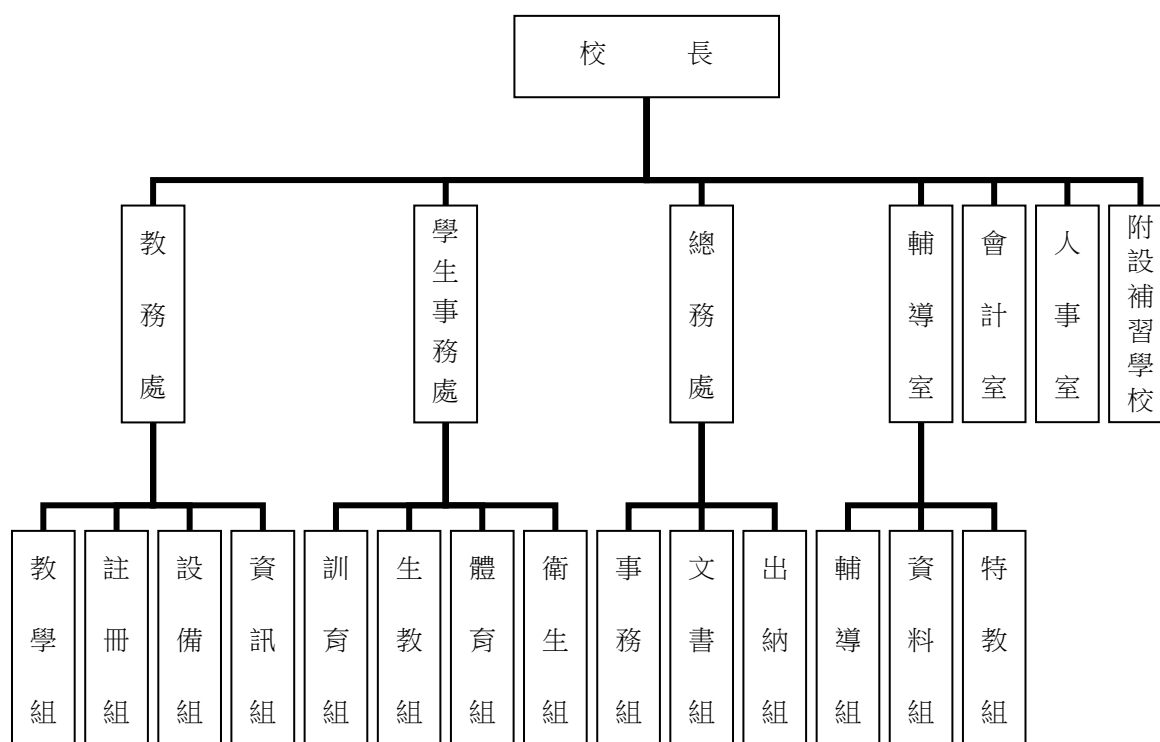 校長
教務處
學生事務處
總務處
輔導室
會計室
人事室
附設補習學校
教學組
註冊組
設備組
資訊組
訓育組
生教組
體育組
衛生組
事務組
文書組
出納組
輔導組
資料組
特教組